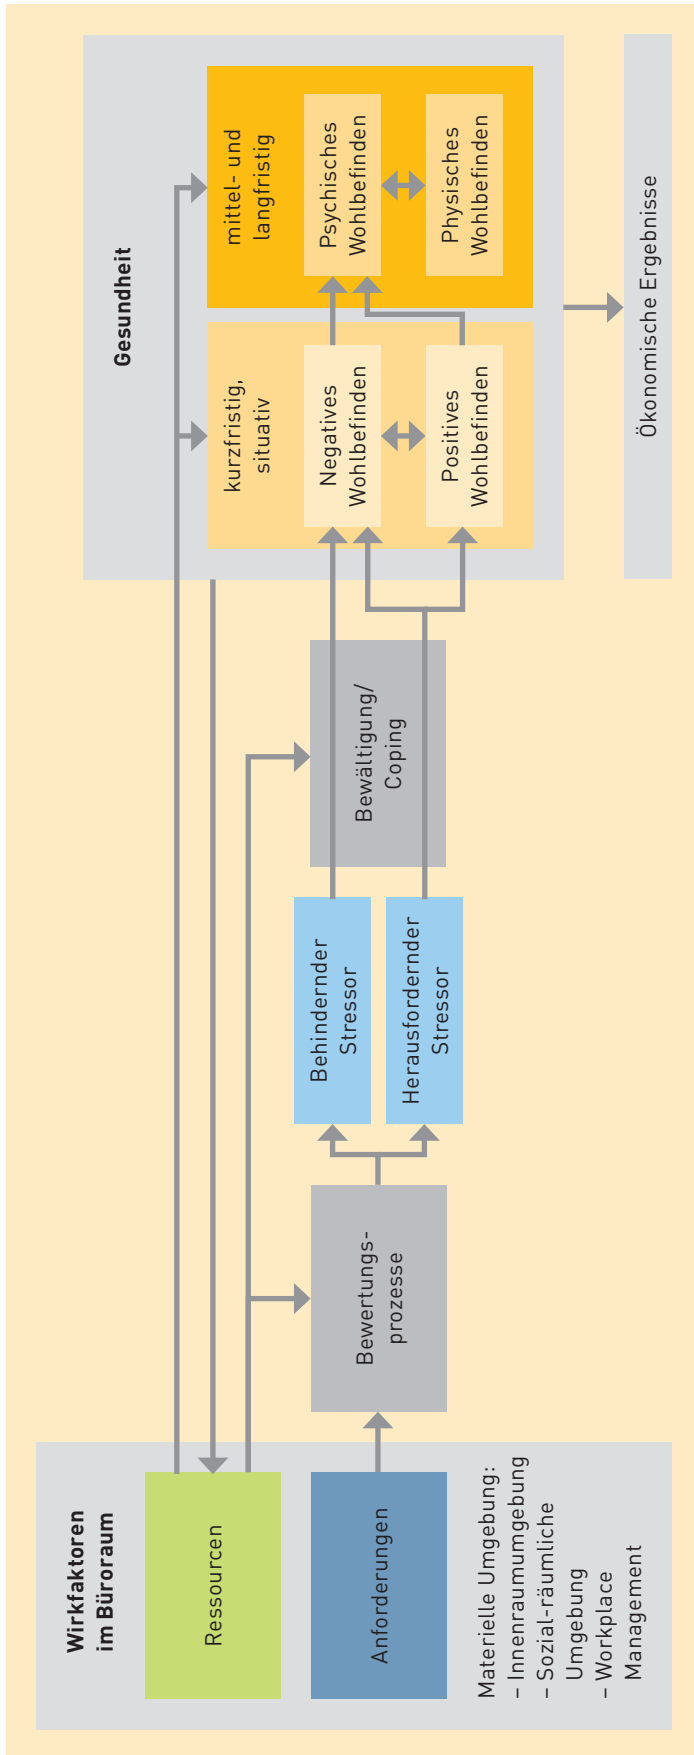 Wirkfaktoren
im Büroraum
Ressourcen
Anforderungen
Materielle Umgebung:
– Innenraumumgebung
– Sozial-räumliche
Umgebung
– Workplace
Management
Bewertungs-
prozesse
Behindernder
Stressor
Herausfordernder
Stressor
Bewältigung/
Coping
Gesundheit
kurzfristig,
situativ
Negatives
Wohlbefinden
Positives
Wohlbefinden
mittel- und
langfristig
Psychisches
Wohlbefinden
Physisches
Wohlbefinden
Ökonomische Ergebnisse